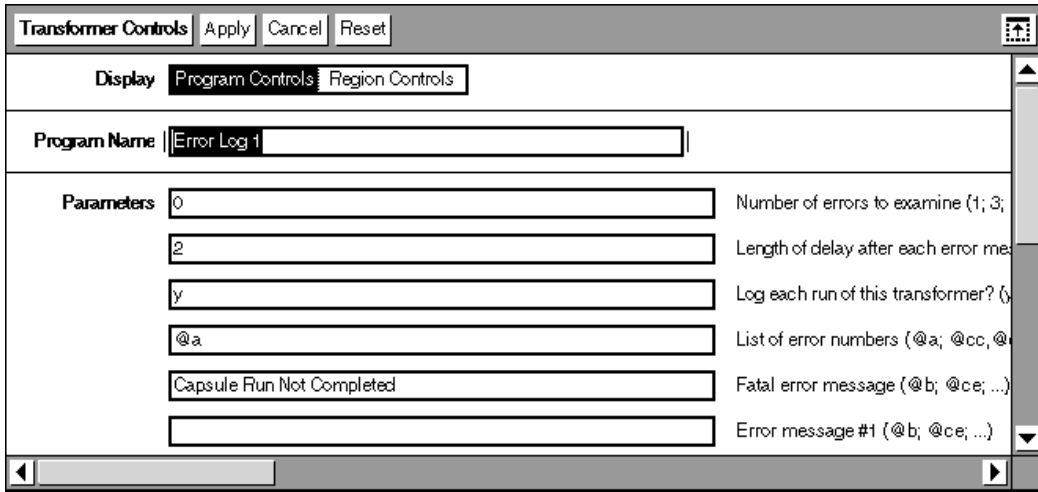 Transformer Controls Apply Cancel Reset
Display Program Controls Region Controls
Program Name Error Log 1
Parameters 0 Number of errors to examine (1; 3;
2 Length of delay after each error me
y Log each run of this transformer? (y
@a List of error numbers (@a; @cc,@
Capsule Run Not Completed Fatal error message (@b; @ce; ...)
Error message #1 (@b; @ce; ...)